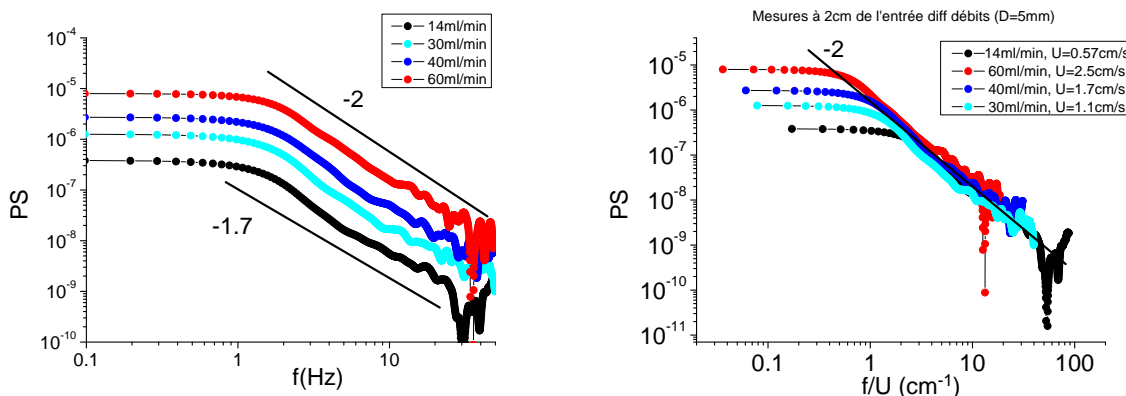 14ml/min
30ml/min
40ml/min
60ml/min
10^-4
10^-5
10^-6
10^-7
10^-8
10^-9
10^-10
PS
-2
-1.7
0.1
1
10
f(Hz)
Mesures à 2cm de l'entrée diff débits (D=5mm)
14ml/min, U=0.57cm/s
60ml/min, U=2.5cm/s
40ml/min, U=1.7cm/s
30ml/min, U=1.1cm/s
10^-5
10^-6
10^-7
10^-8
10^-9
10^-10
10^-11
PS
-2
0.1
1
10
100
f/U (cm^-1)